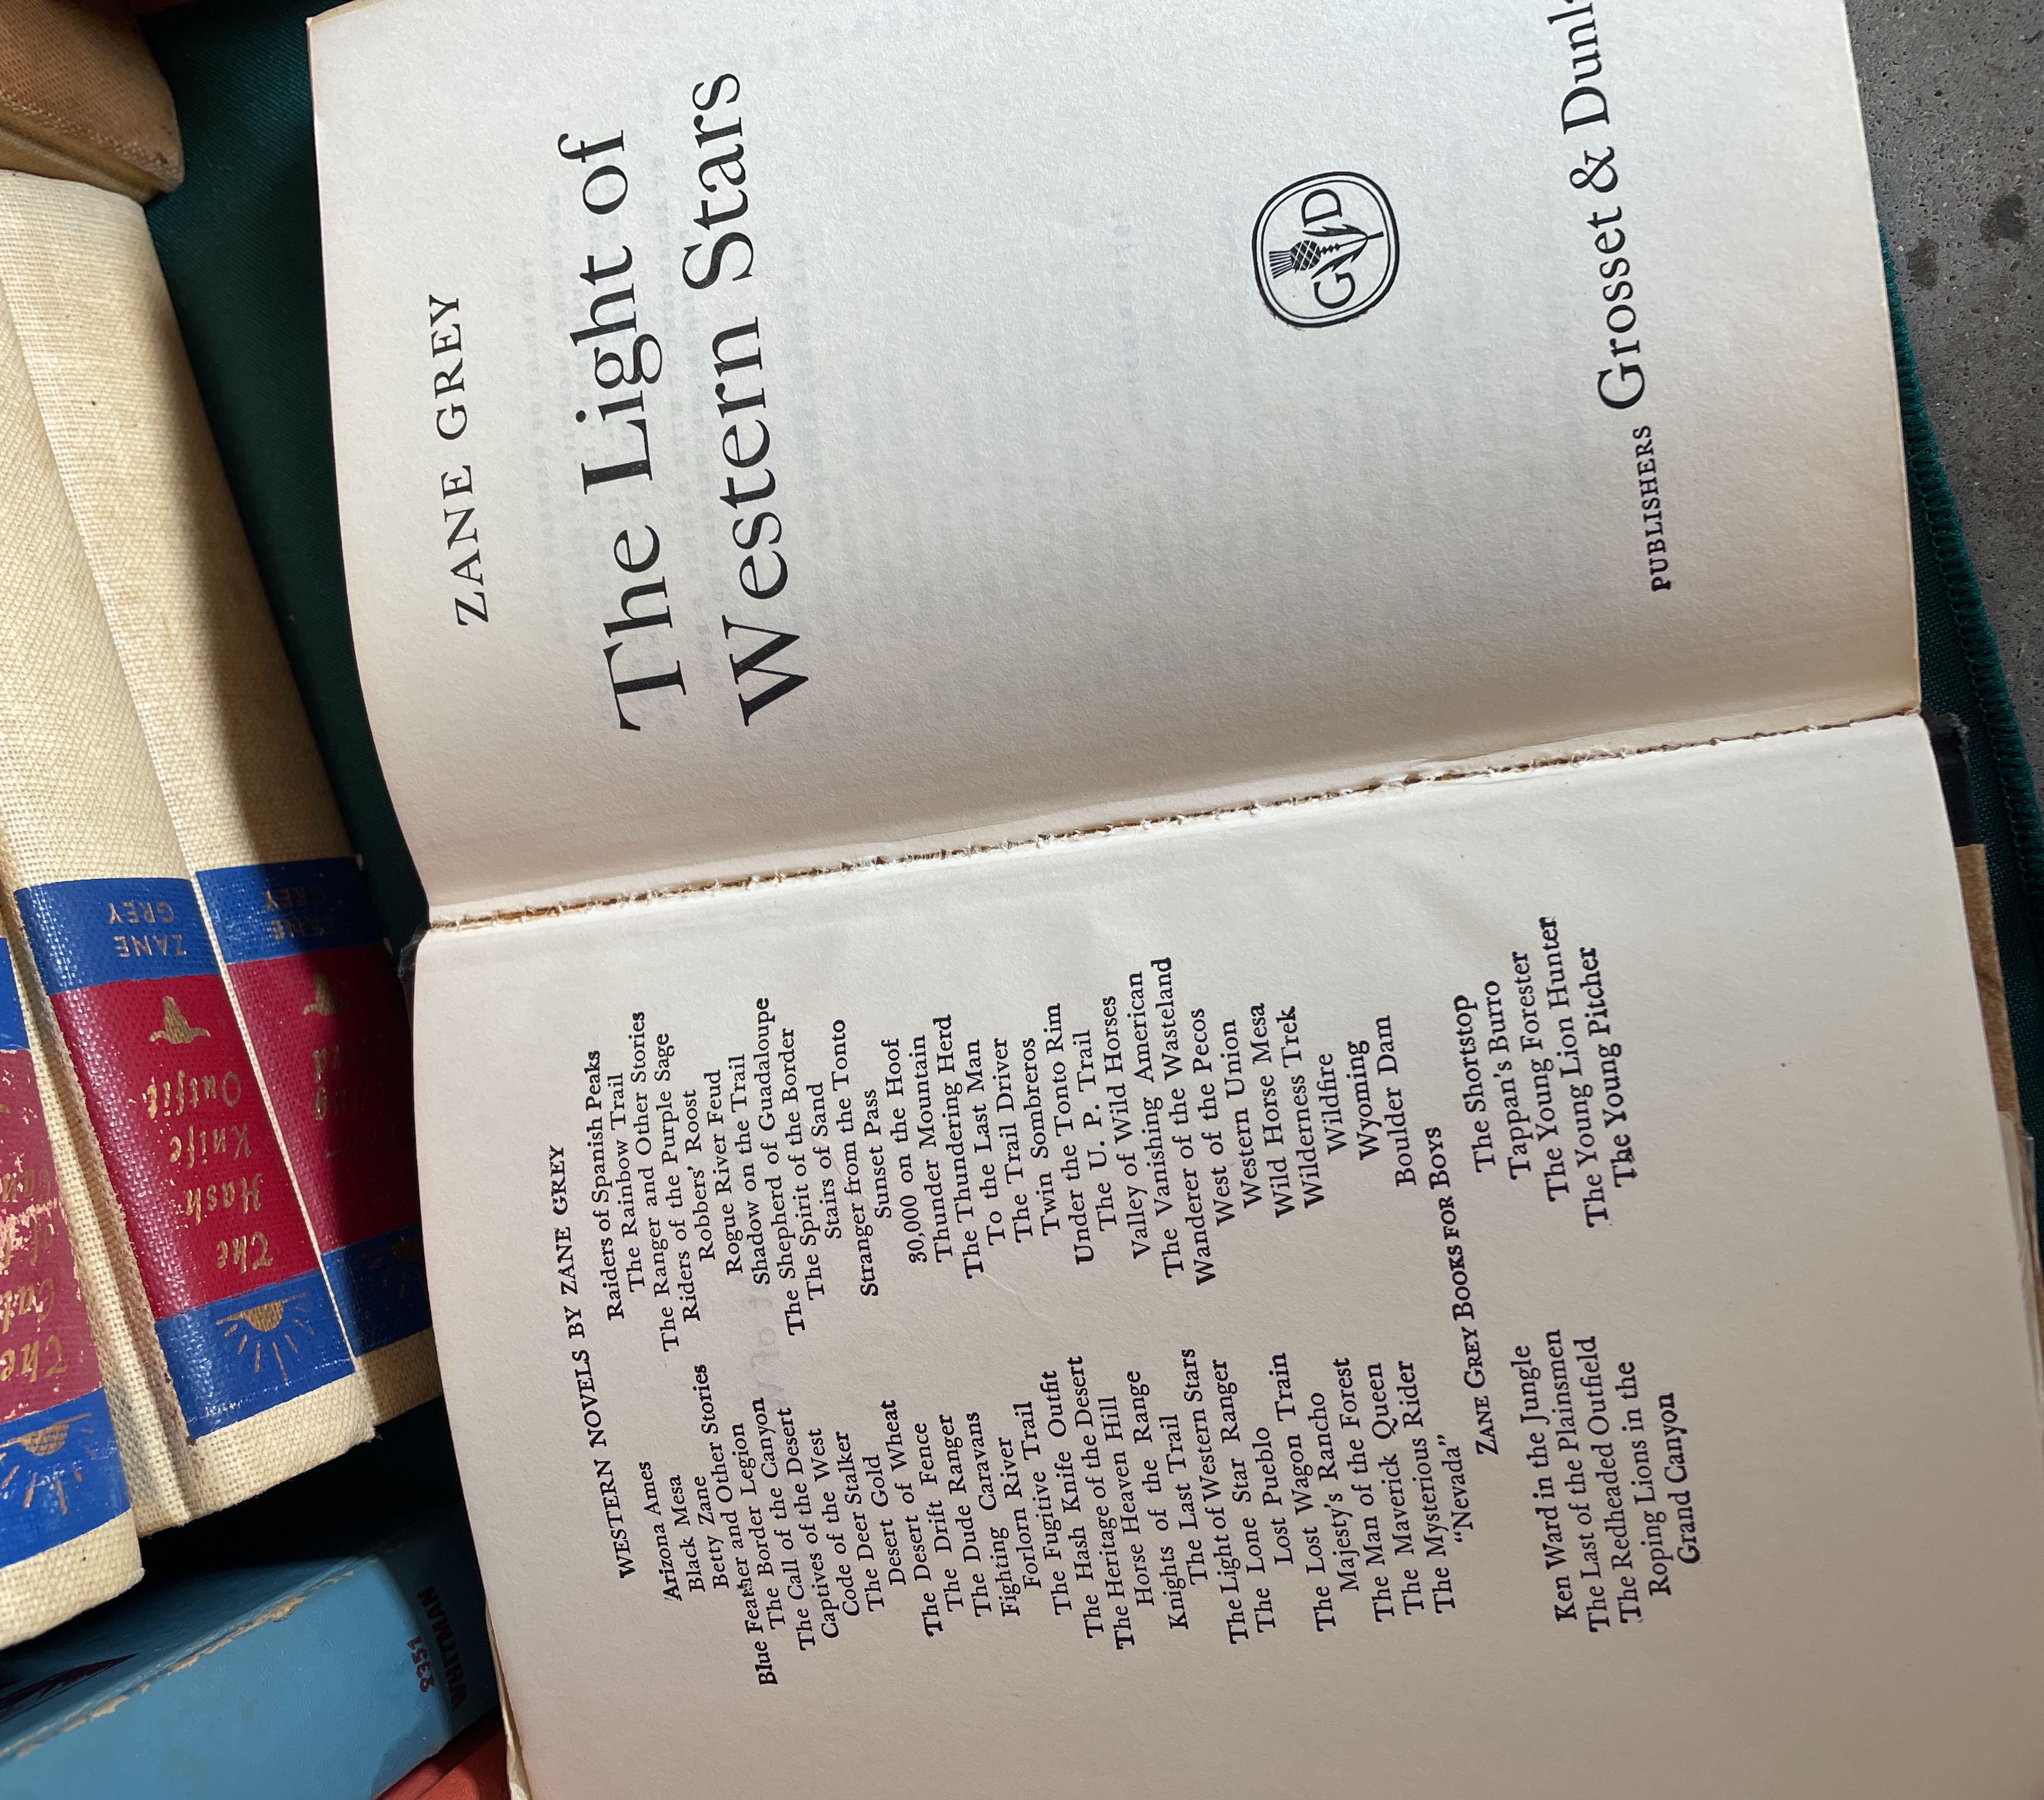 WESTERN NOVELS BY ZANE GREY
Arizona Ames
Black Mesa
Betty Zane
Blue Feather and Other Stories
The Border Legion
The Call of the Canyon
Captives of the Desert
Code of the West
The Deer Stalker
Desert Gold
The Desert of Wheat
The Drift Fence
The Dude Ranger
Fighting Caravans
Forlorn River
The Fugitive Trail
The Hash Knife Outfit
The Heritage of the Desert
Horse Heaven Hill
Knights of the Range
The Last Trail
The Light of Western Stars
The Lone Star Ranger
Lost Pueblo
The Lost Wagon Train
Majesty's Rancho
The Man of the Forest
The Maverick Queen
The Mysterious Rider
"Nevada"
Raiders of Spanish Peaks
The Rainbow Trail
The Ranger and Other Stories
Riders of the Purple Sage
Robbers' Roost
Rogue River Feud
Shadow on the Trail
The Shepherd of Guadaloupe
The Spirit of the Border
Stairs of Sand
Stranger from the Tonto
Sunset Pass
30,000 on the Hoof
Thunder Mountain
The Thundering Herd
To the Last Man
The Trail Driver
Twin Sombreros
Under the Tonto Rim
The U. P. Trail
Valley of Wild Horses
The Vanishing American
Wanderer of the Wasteland
West of the Pecos
Western Union
Wild Horse Mesa
Wilderness Trek
Wildfire
Wyoming
Boulder Dam
ZANE GREY BOOKS FOR BOYS
Ken Ward in the Jungle
The Last of the Plainsmen
The Redheaded Outfield
Roping Lions in the
Grand Canyon
The Shortstop
Tappan's Burro
The Young Forester
The Young Lion Hunter
The Young Pitcher
ZANE GREY
The Light of
Western Stars
G D
PUBLISHERS Grosset &
ZANE
GREY
The
Hash
Knife
Outfit
ZANE
GREY
The
2351
WHITMAN